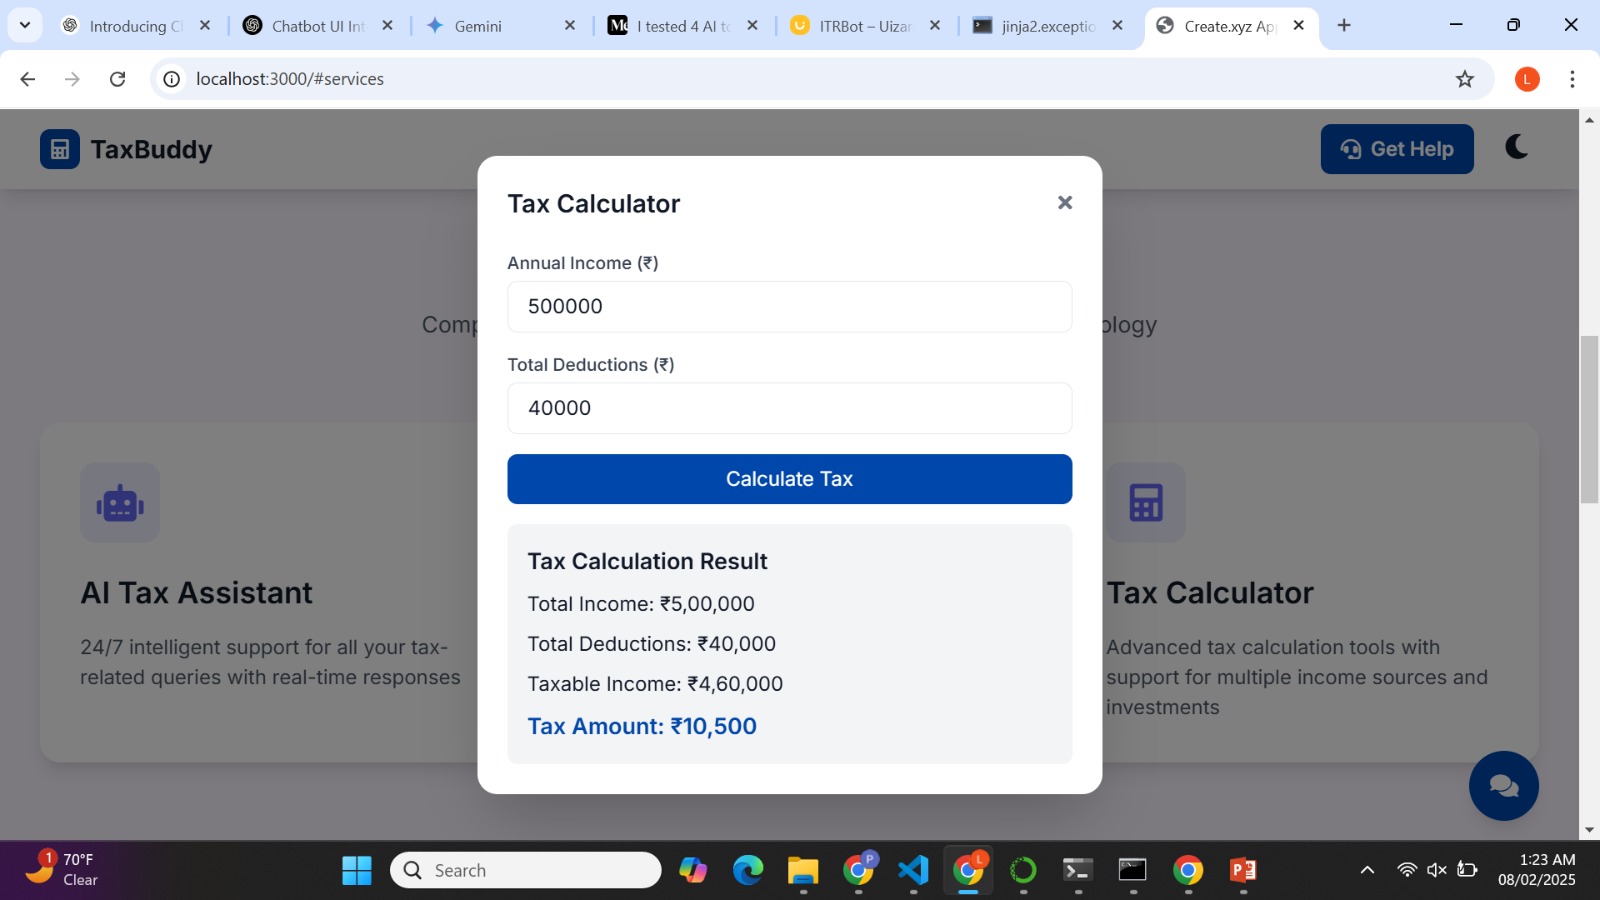 Introducing C
Chatbot UI Int
Gemini
I tested 4 AI to
ITRBot – Uizar
jinja2.exceptio
Create.xyz Ap
localhost:3000/#services
L
TaxBuddy
Get Help
Tax Calculator
Annual Income (₹)
500000
Total Deductions (₹)
40000
Calculate Tax
Tax Calculation Result
Total Income: ₹5,00,000
Total Deductions: ₹40,000
Taxable Income: ₹4,60,000
Tax Amount: ₹10,500
Comp
ology
AI Tax Assistant
24/7 intelligent support for all your tax-
related queries with real-time responses
Tax Calculator
Advanced tax calculation tools with
support for multiple income sources and
investments
1
70°F
Clear
Search
P
L
1:23 AM
08/02/2025